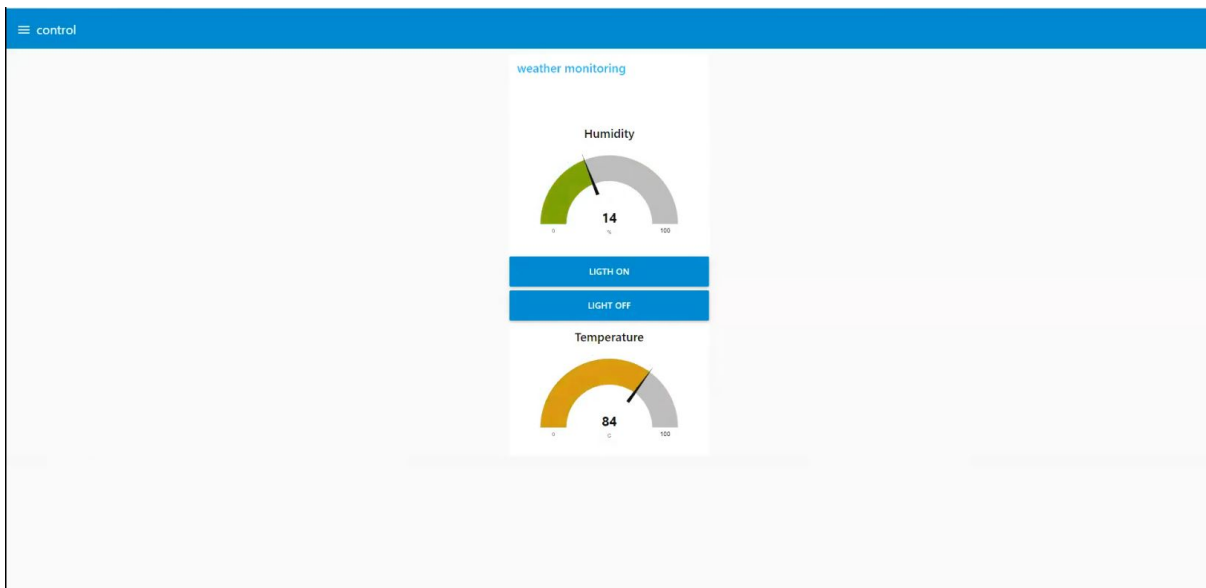 control
weather monitoring
Humidity
14
0 100
LIGTH ON
LIGHT OFF
Temperature
84
0 100